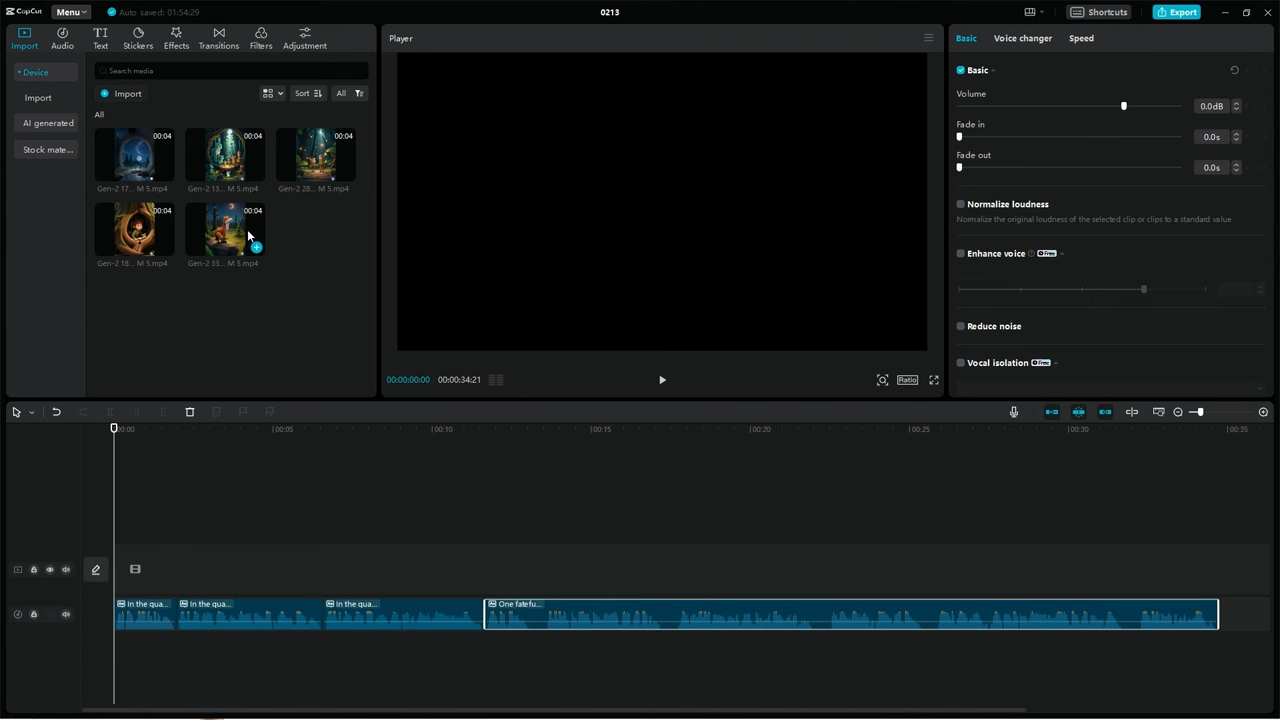 CapCut
Menu
Auto saved: 01:54:29
0213
Shortcuts
Export
Import
Audio
Text
Stickers
Effects
Transitions
Filters
Adjustment
Device
Import
AI generated
Stock mate...
Search media
Import
Sort
All
All
00:04
00:04
00:04
Gen-2 17... M 5.mp4
Gen-2 13... M 5.mp4
Gen-2 28... M 5.mp4
00:04
00:04
Gen-2 18... M 5.mp4
Gen-2 33... M 5.mp4
Player
00:00:00:00
00:00:34:21
Ratio
Basic
Voice changer
Speed
Basic
Volume
0.0dB
Fade in
0.0s
Fade out
0.0s
Normalize loudness
Normalize the original loudness of the selected clip or clips to a standard value
Enhance voice
Free
Reduce noise
Vocal isolation
Free
00:00
00:05
00:10
00:15
00:20
00:25
00:30
00:35
In the qua...
In the qua...
In the qua...
One fatefu...